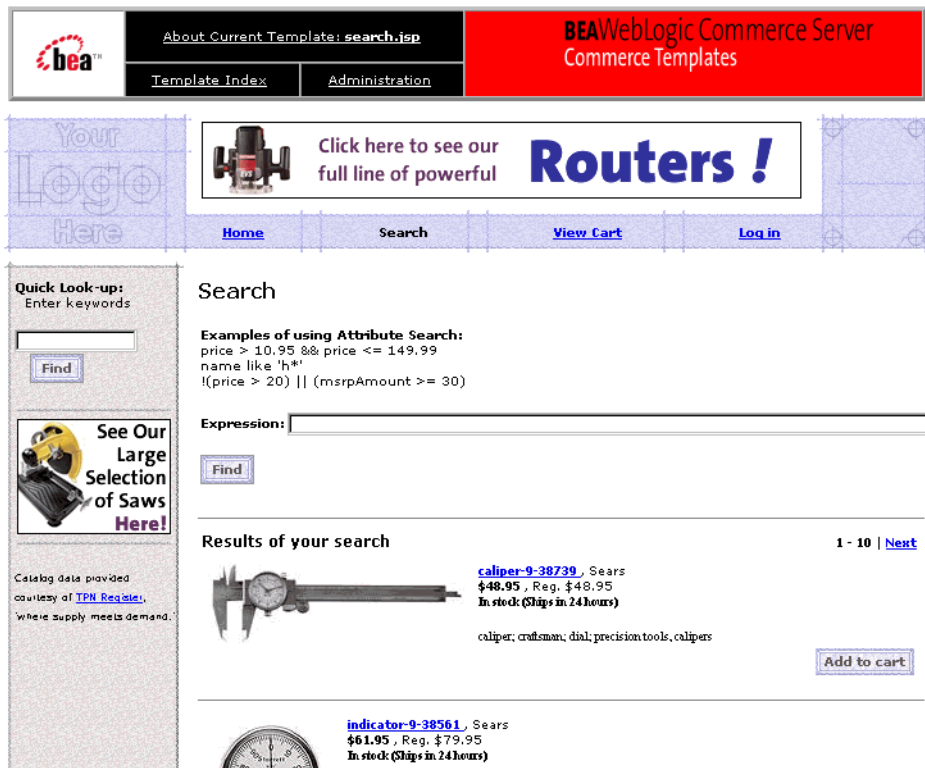 bea™
About Current Template: search.jsp
Template Index
Administration
BEA WebLogic Commerce Server
Commerce Templates
Your
Logo
Here
Click here to see our
full line of powerful
Routers !
Home
Search
View Cart
Log in
Quick Look-up:
Enter keywords
Find
See Our
Large
Selection
of Saws
Here!
Catalog data provided
courtesy of TPN Register,
"where supply meets demand."
Search
Examples of using Attribute Search:
price > 10.95 && price <= 149.99
name like 'h*'
!(price > 20) || (msrpAmount >= 30)
Expression:
Find
Results of your search
1 - 10 | Next
caliper-9-38739 , Sears
$48.95 , Reg. $48.95
In stock (Ships in 24 hours)
caliper; craftsman; dial; precision tools, calipers
Add to cart
indicator-9-38561 , Sears
$61.95 , Reg. $79.95
In stock (Ships in 24 hours)